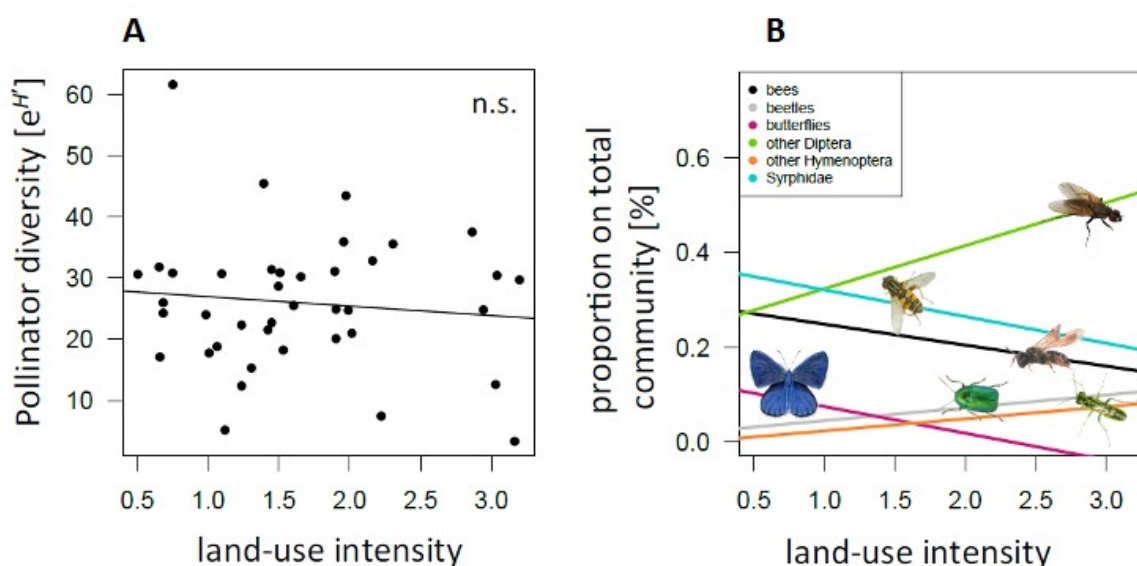 A
Pollinator diversity [e^H']
60
50
40
30
20
10
n.s.
0.5
1.0
1.5
2.0
2.5
3.0
land-use intensity
B
proportion on total
community [%]
0.6
0.4
0.2
0.0
bees
beetles
butterflies
other Diptera
other Hymenoptera
Syrphidae
0.5
1.0
1.5
2.0
2.5
3.0
land-use intensity